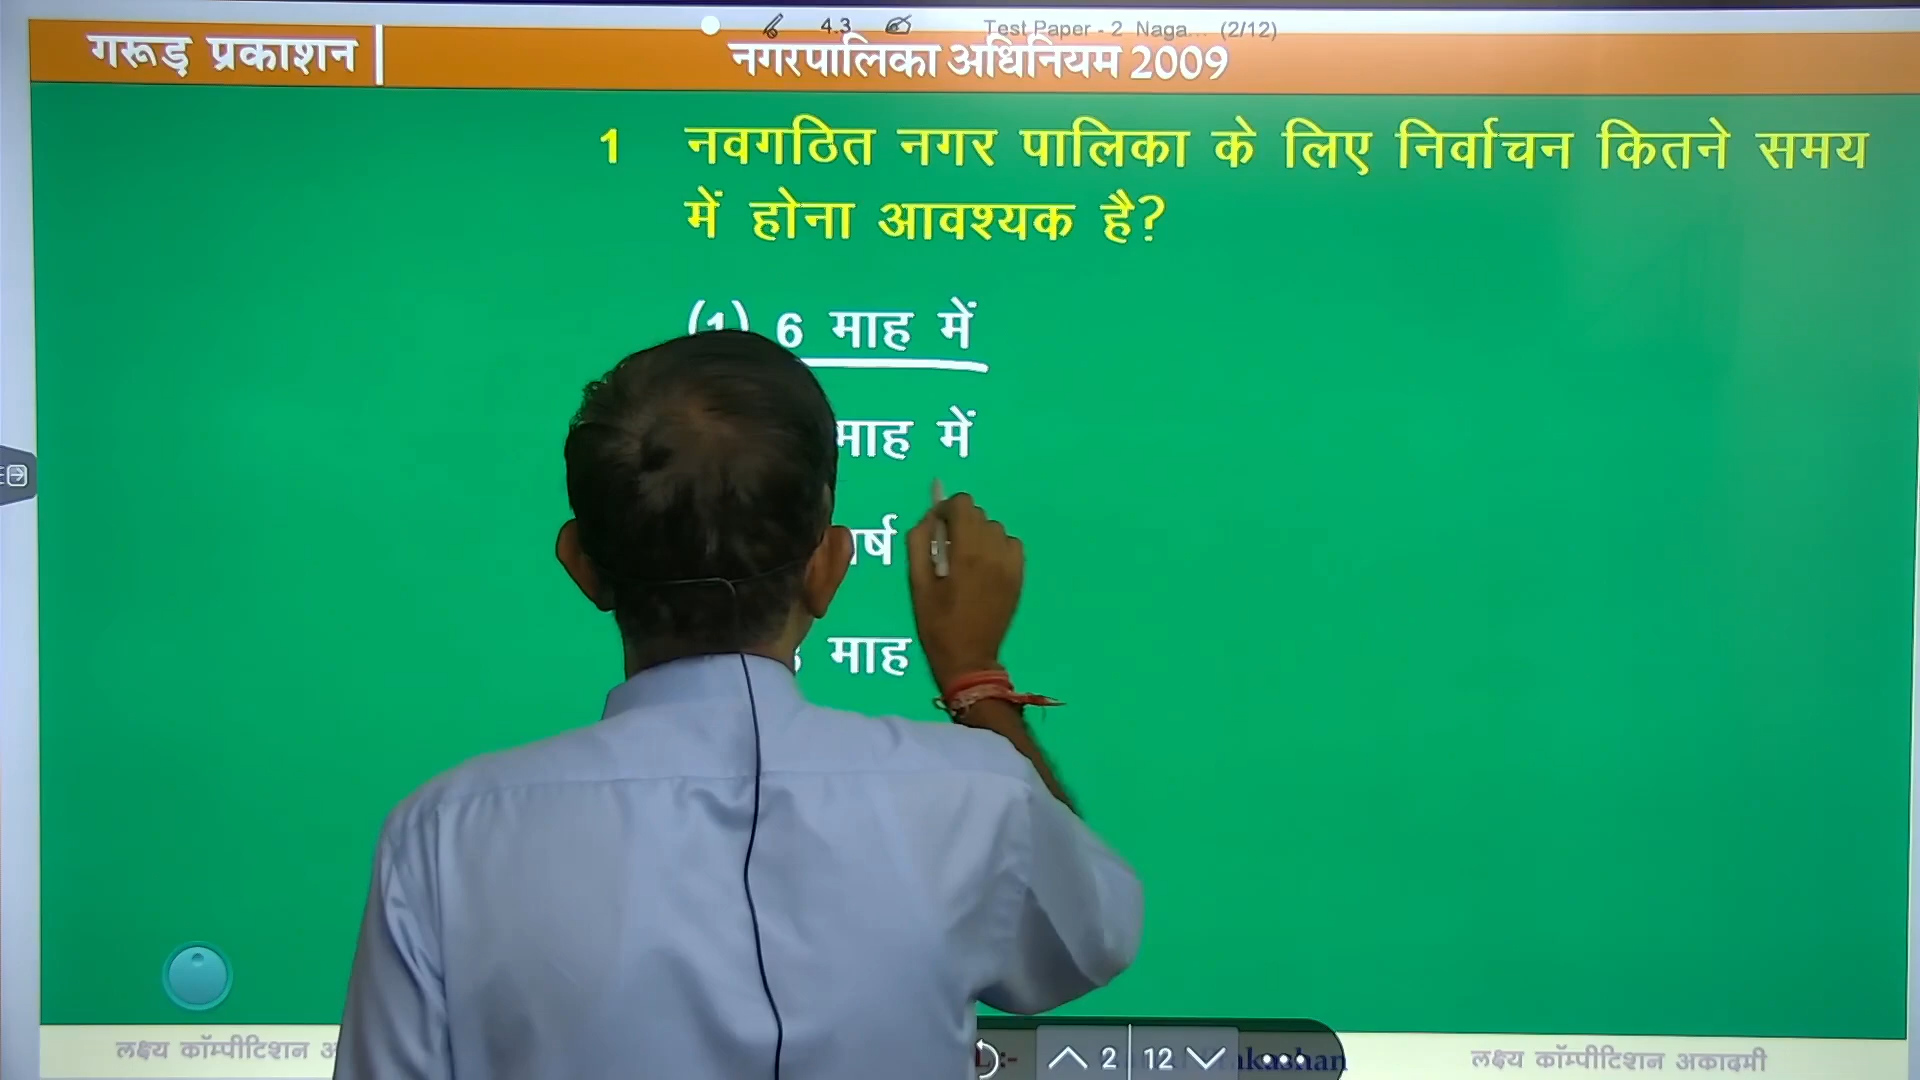 4.3 Test Paper - 2 Naga... (2/12)
गरूड़ प्रकाशन
नगरपालिका अधिनियम 2009
1 नवगठित नगर पालिका के लिए निर्वाचन कितने समय
में होना आवश्यक है?
(1) 6 माह में
माह में
माह
लक्ष्य कॉम्पीटिशन
2 12
लक्ष्य कॉम्पीटिशन अकादमी